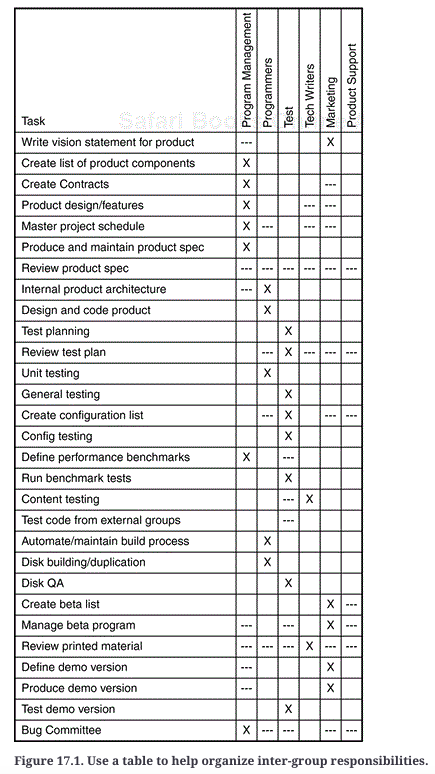 Safari Boo
Task Program Management Programmers Test Tech Writers Marketing Product Support
Write vision statement for product --- X
Create list of product components X
Create Contracts X ---
Product design/features X --- ---
Master project schedule X --- --- ---
Produce and maintain product spec X
Review product spec --- --- --- --- --- ---
Internal product architecture --- X
Design and code product X
Test planning X
Review test plan --- X --- --- ---
Unit testing X
General testing X
Create configuration list --- X --- ---
Config testing X
Define performance benchmarks X ---
Run benchmark tests X
Content testing --- X
Test code from external groups ---
Automate/maintain build process X
Disk building/duplication X
Disk QA X
Create beta list X ---
Manage beta program --- --- X ---
Review printed material --- --- --- X --- ---
Define demo version --- X
Produce demo version --- X
Test demo version X
Bug Committee X --- --- --- ---
Figure 17.1. Use a table to help organize inter-group responsibilities.